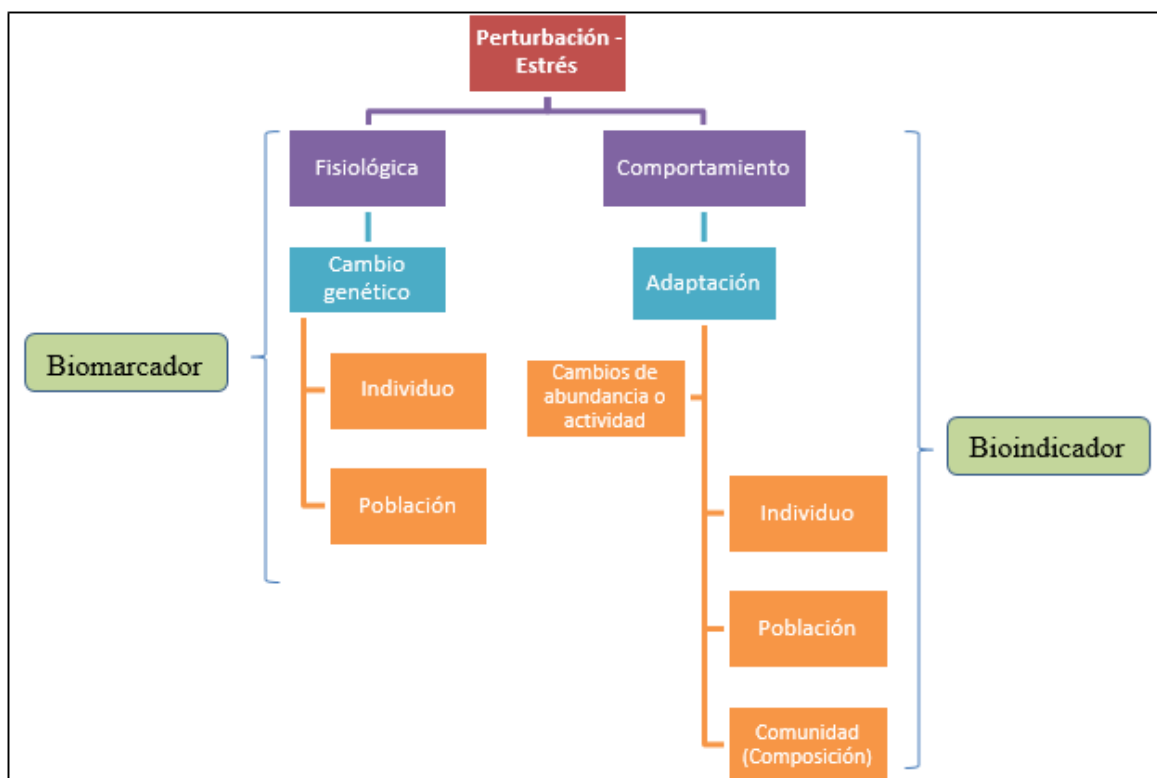 Perturbación -
Estrés
Fisiológica
Comportamiento
Cambio
genético
Adaptación
Biomarcador
Individuo
Cambios de
abundancia o
actividad
Bioindicador
Población
Individuo
Población
Comunidad
(Composición)